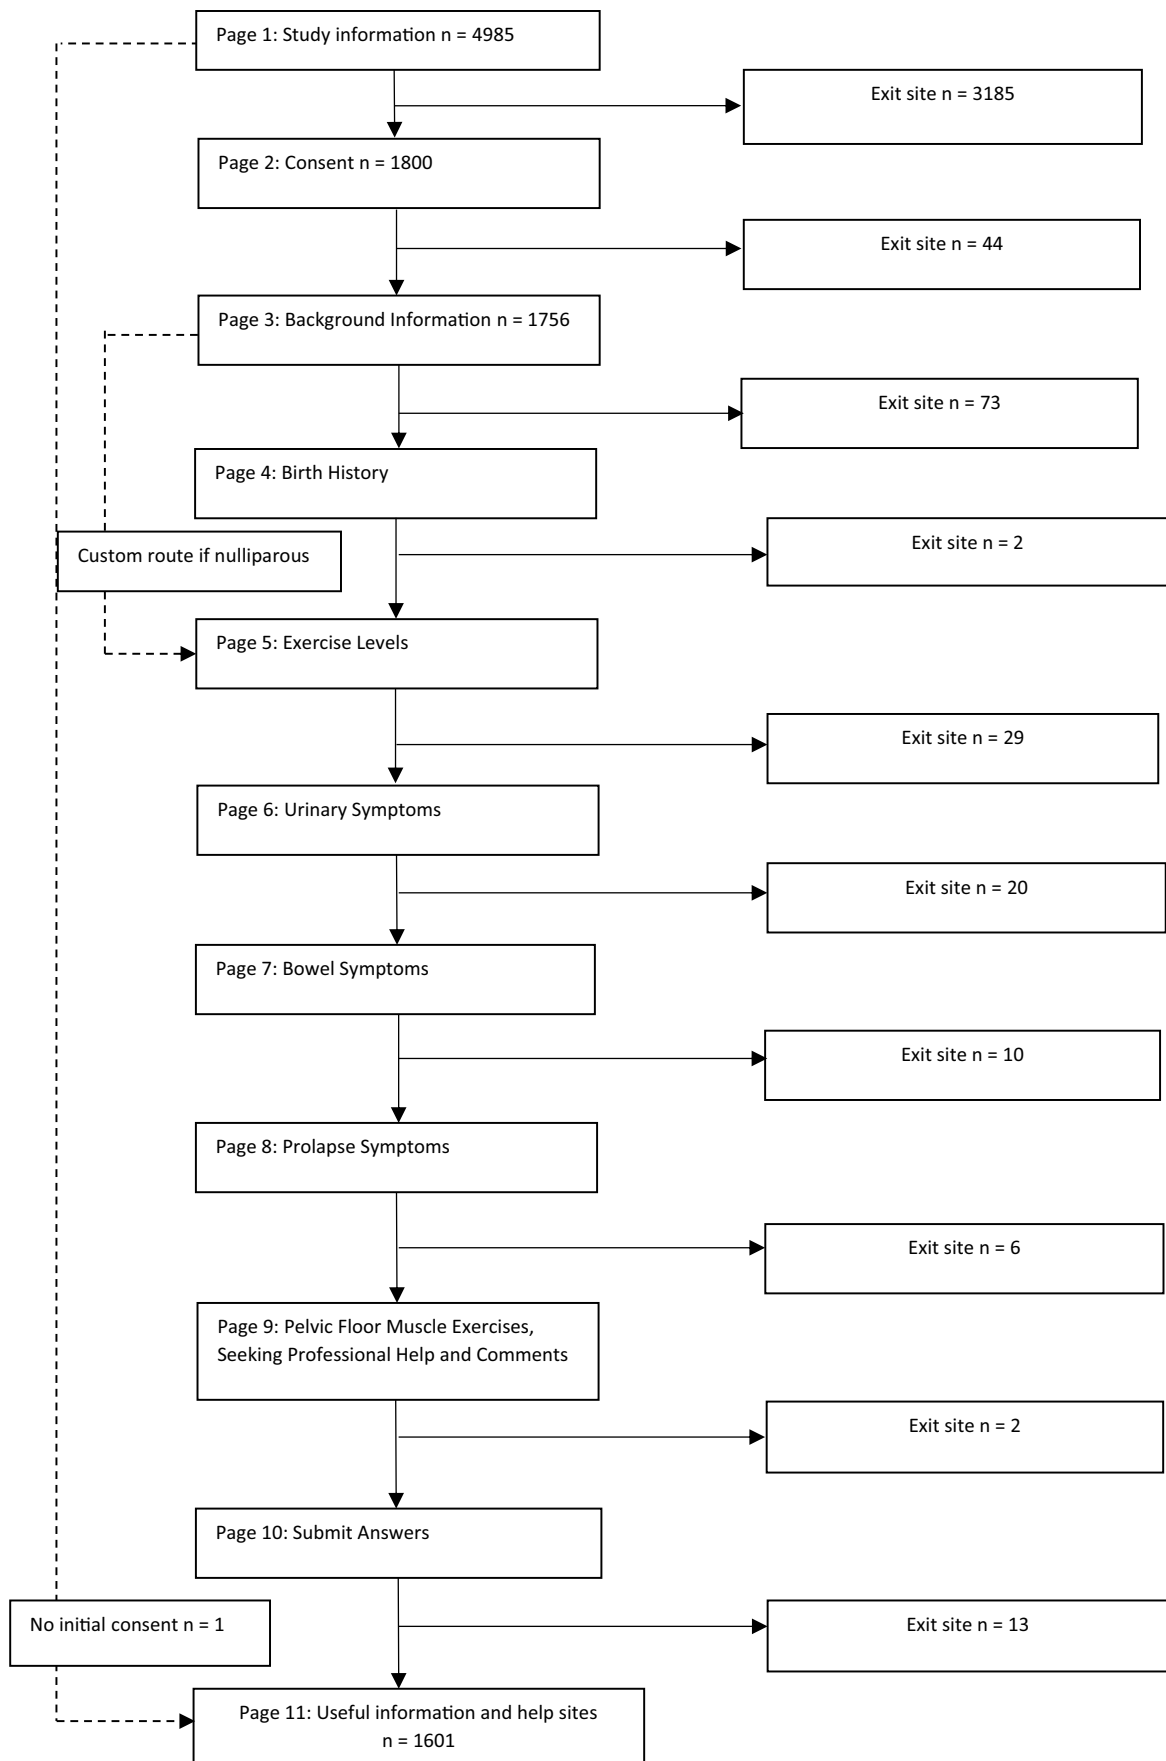 Page 1: Study information n = 4985
Exit site n = 3185
Page 2: Consent n = 1800
Exit site n = 44
Page 3: Background Information n = 1756
Exit site n = 73
Page 4: Birth History
Exit site n = 2
Custom route if nulliparous
Page 5: Exercise Levels
Exit site n = 29
Page 6: Urinary Symptoms
Exit site n = 20
Page 7: Bowel Symptoms
Exit site n = 10
Page 8: Prolapse Symptoms
Exit site n = 6
Page 9: Pelvic Floor Muscle Exercises,
Seeking Professional Help and Comments
Exit site n = 2
Page 10: Submit Answers
No initial consent n = 1
Exit site n = 13
Page 11: Useful information and help sites
n = 1601